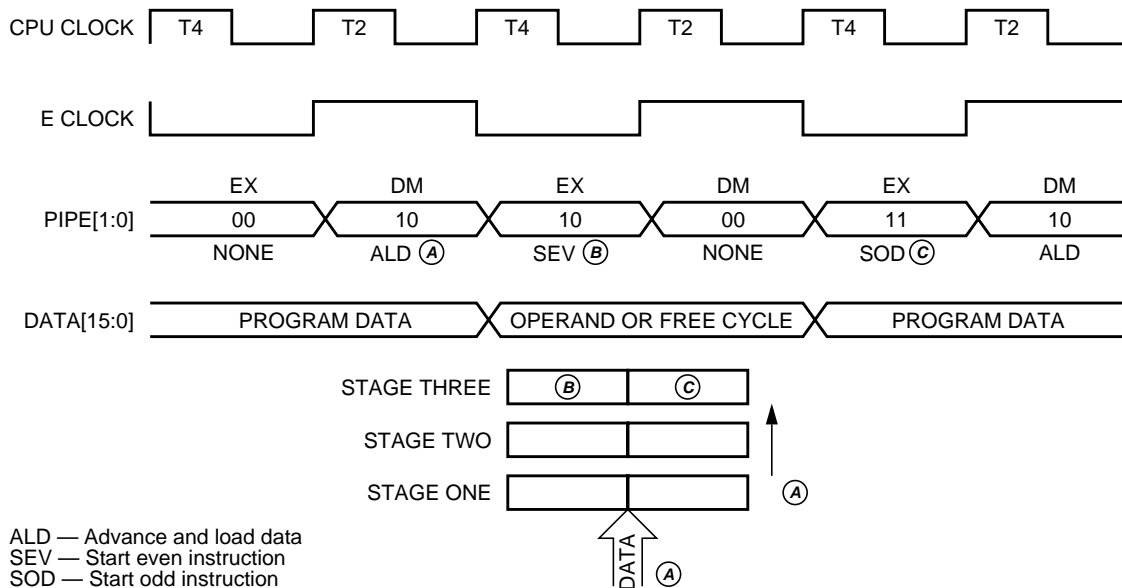 CPU CLOCK T4 T2 T4 T2 T4 T2
E CLOCK
EX DM EX DM EX DM
PIPE[1:0] 00 10 10 00 11 10
NONE ALD A SEV B NONE SOD C ALD
DATA[15:0] PROGRAM DATA OPERAND OR FREE CYCLE PROGRAM DATA
STAGE THREE B C
STAGE TWO
STAGE ONE A
DATA A
ALD — Advance and load data
SEV — Start even instruction
SOD — Start odd instruction